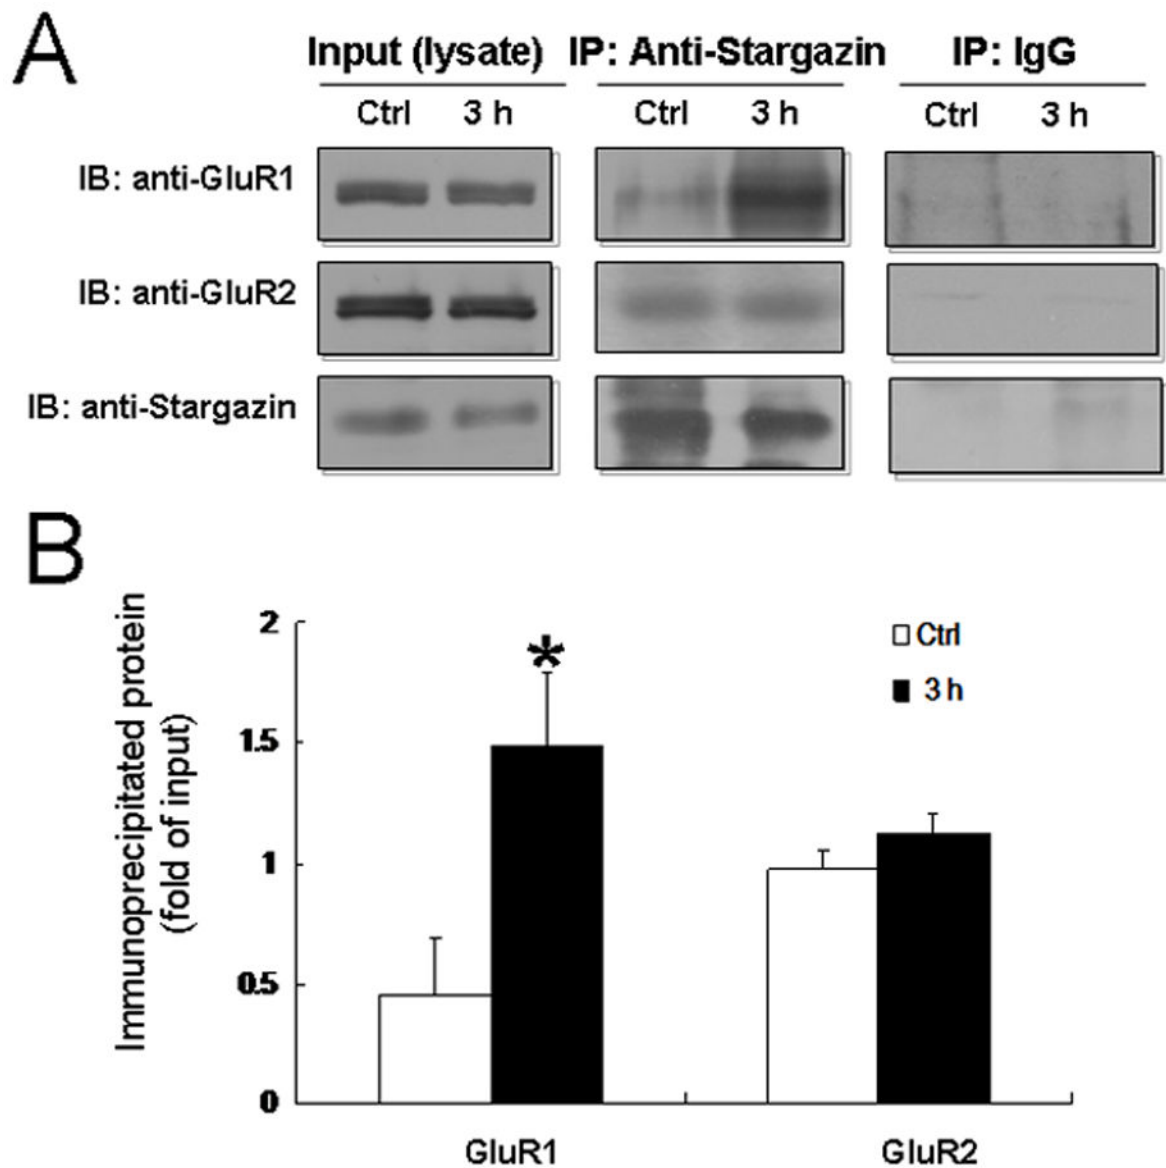 A
Input (lysate) IP: Anti-Stargazin IP: IgG
Ctrl 3 h Ctrl 3 h Ctrl 3 h
IB: anti-GluR1
IB: anti-GluR2
IB: anti-Stargazin
B
Immunoprecipitated protein
(fold of input)
2
1.5
1
0.5
0
*
Ctrl
3 h
GluR1 GluR2